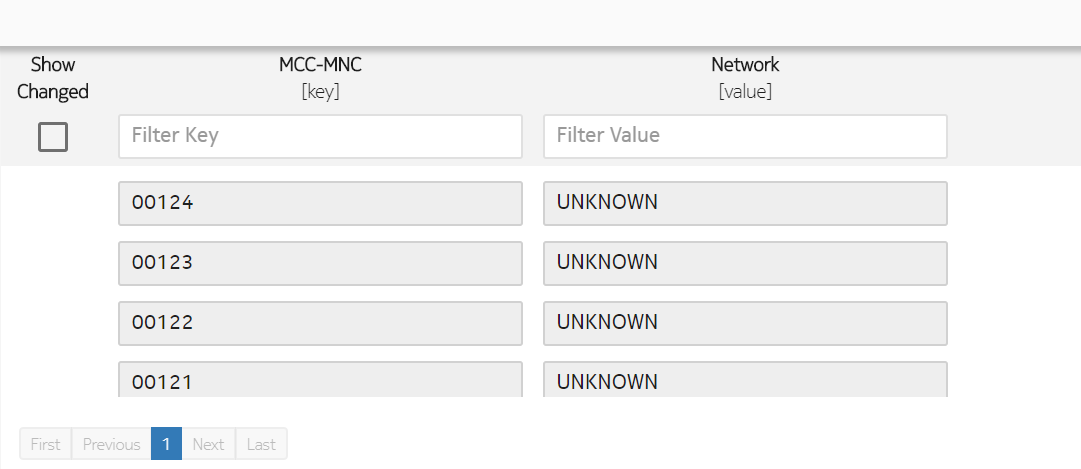 Show MCC-MNC Network
Changed [key] [value]
Filter Key Filter Value
00124 UNKNOWN
00123 UNKNOWN
00122 UNKNOWN
00121 UNKNOWN
First Previous 1 Next Last